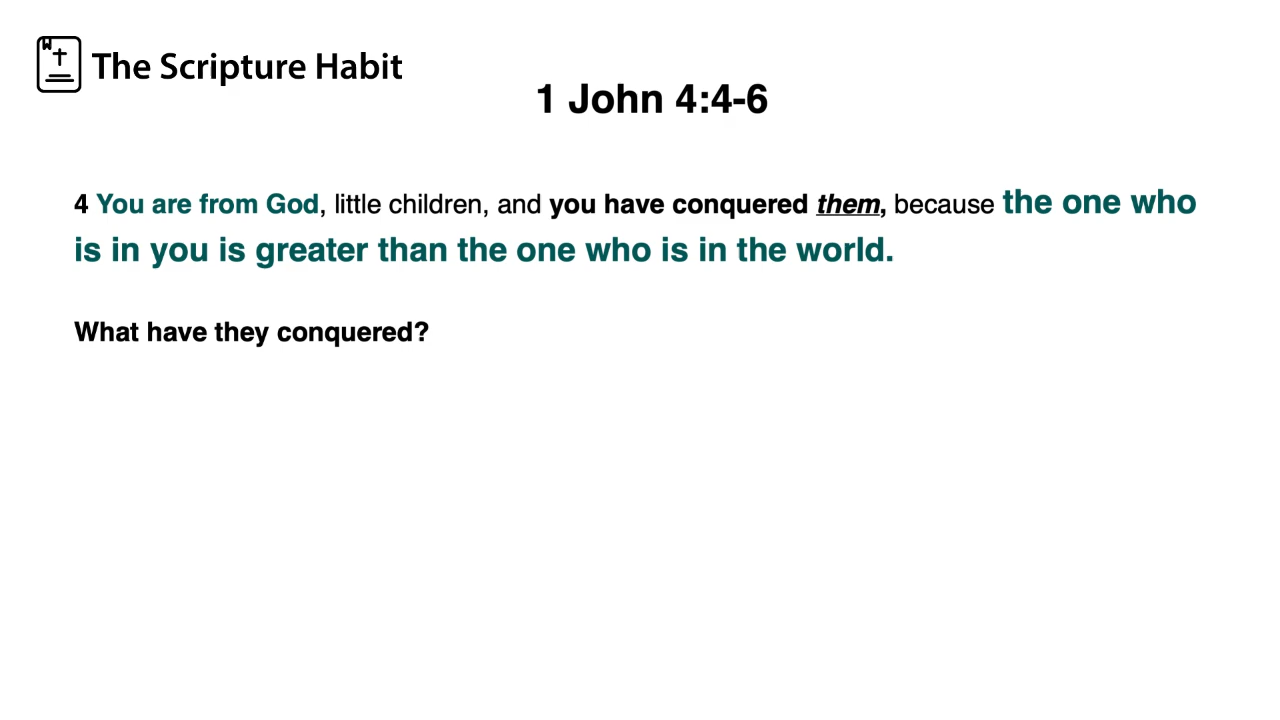 The Scripture Habit
1 John 4:4-6
4 You are from God, little children, and you have conquered them, because the one who
is in you is greater than the one who is in the world.
What have they conquered?